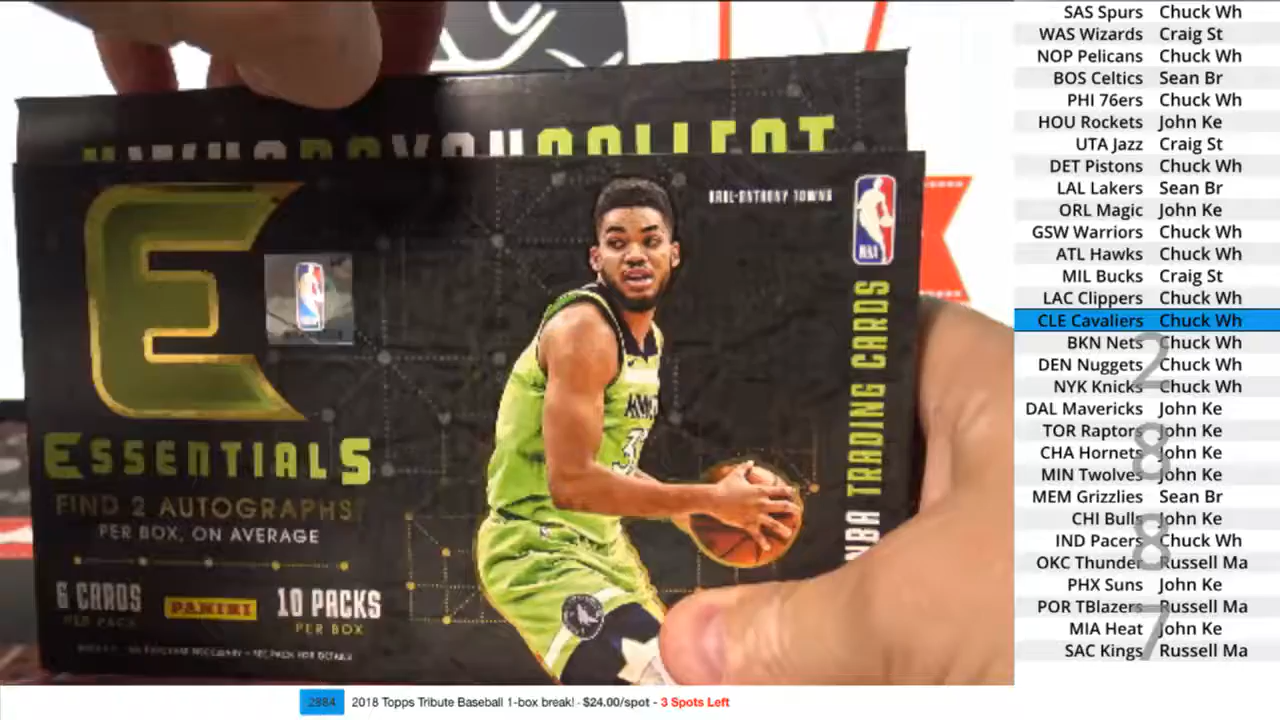 COLLECT
KARL-ANTHONY TOWNS
NBA
E
ESSENTIALS
FIND 2 AUTOGRAPHS
PER BOX, ON AVERAGE
6 CARDS
PER PACK
PANINI
10 PACKS
PER BOX
NBA TRADING CARDS
SAS Spurs Chuck Wh
WAS Wizards Craig St
NOP Pelicans Chuck Wh
BOS Celtics Sean Br
PHI 76ers Chuck Wh
HOU Rockets John Ke
UTA Jazz Craig St
DET Pistons Chuck Wh
LAL Lakers Sean Br
ORL Magic John Ke
GSW Warriors Chuck Wh
ATL Hawks Chuck Wh
MIL Bucks Craig St
LAC Clippers Chuck Wh
CLE Cavaliers Chuck Wh
BKN Nets Chuck Wh
DEN Nuggets Chuck Wh
NYK Knicks Chuck Wh
DAL Mavericks John Ke
TOR Raptors John Ke
CHA Hornets John Ke
MIN Twolves John Ke
MEM Grizzlies Sean Br
CHI Bulls John Ke
IND Pacers Chuck Wh
OKC Thunder Russell Ma
PHX Suns John Ke
POR TBlazers Russell Ma
MIA Heat John Ke
SAC Kings Russell Ma
2
8
8
7
2884 2018 Topps Tribute Baseball 1-box break! - $24.00/spot - 3 Spots Left